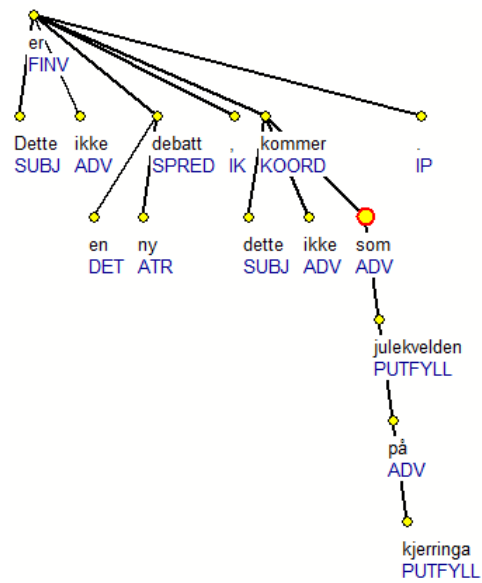 er
FINV
Dette ikke debatt , kommer .
SUBJ ADV SPRED IK KOORD IP
en ny dette ikke som
DET ATR SUBJ ADV ADV
julekvelden
PUTFYLL
på
ADV
kjerringa
PUTFYLL